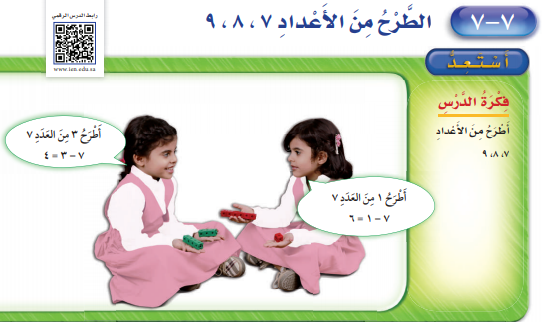 ٧-٧
الطَّرْحُ مِنَ الأَعْدادِ ٧ ، ٨ ، ٩
رابط الدرس الرقمي
www.ien.edu.sa
أَسْتَعِدُّ
فِكْرَةُ الدَّرْسِ
أَطْرَحُ مِنَ الأَعْدادِ
٧، ٨، ٩
أَطْرَحُ ٣ مِنَ العَدَدِ ٧
٧ - ٣ = ٤
أَطْرَحُ ١ مِنَ العَدَدِ ٧
٧ - ١ = ٦